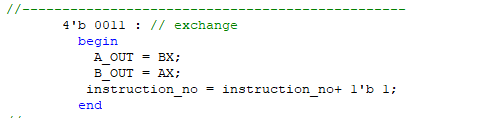 //------------------------------------------------
4'b 0011 : // exchange
begin
A_OUT = BX;
B_OUT = AX;
instruction_no = instruction_no+ 1'b 1;
end